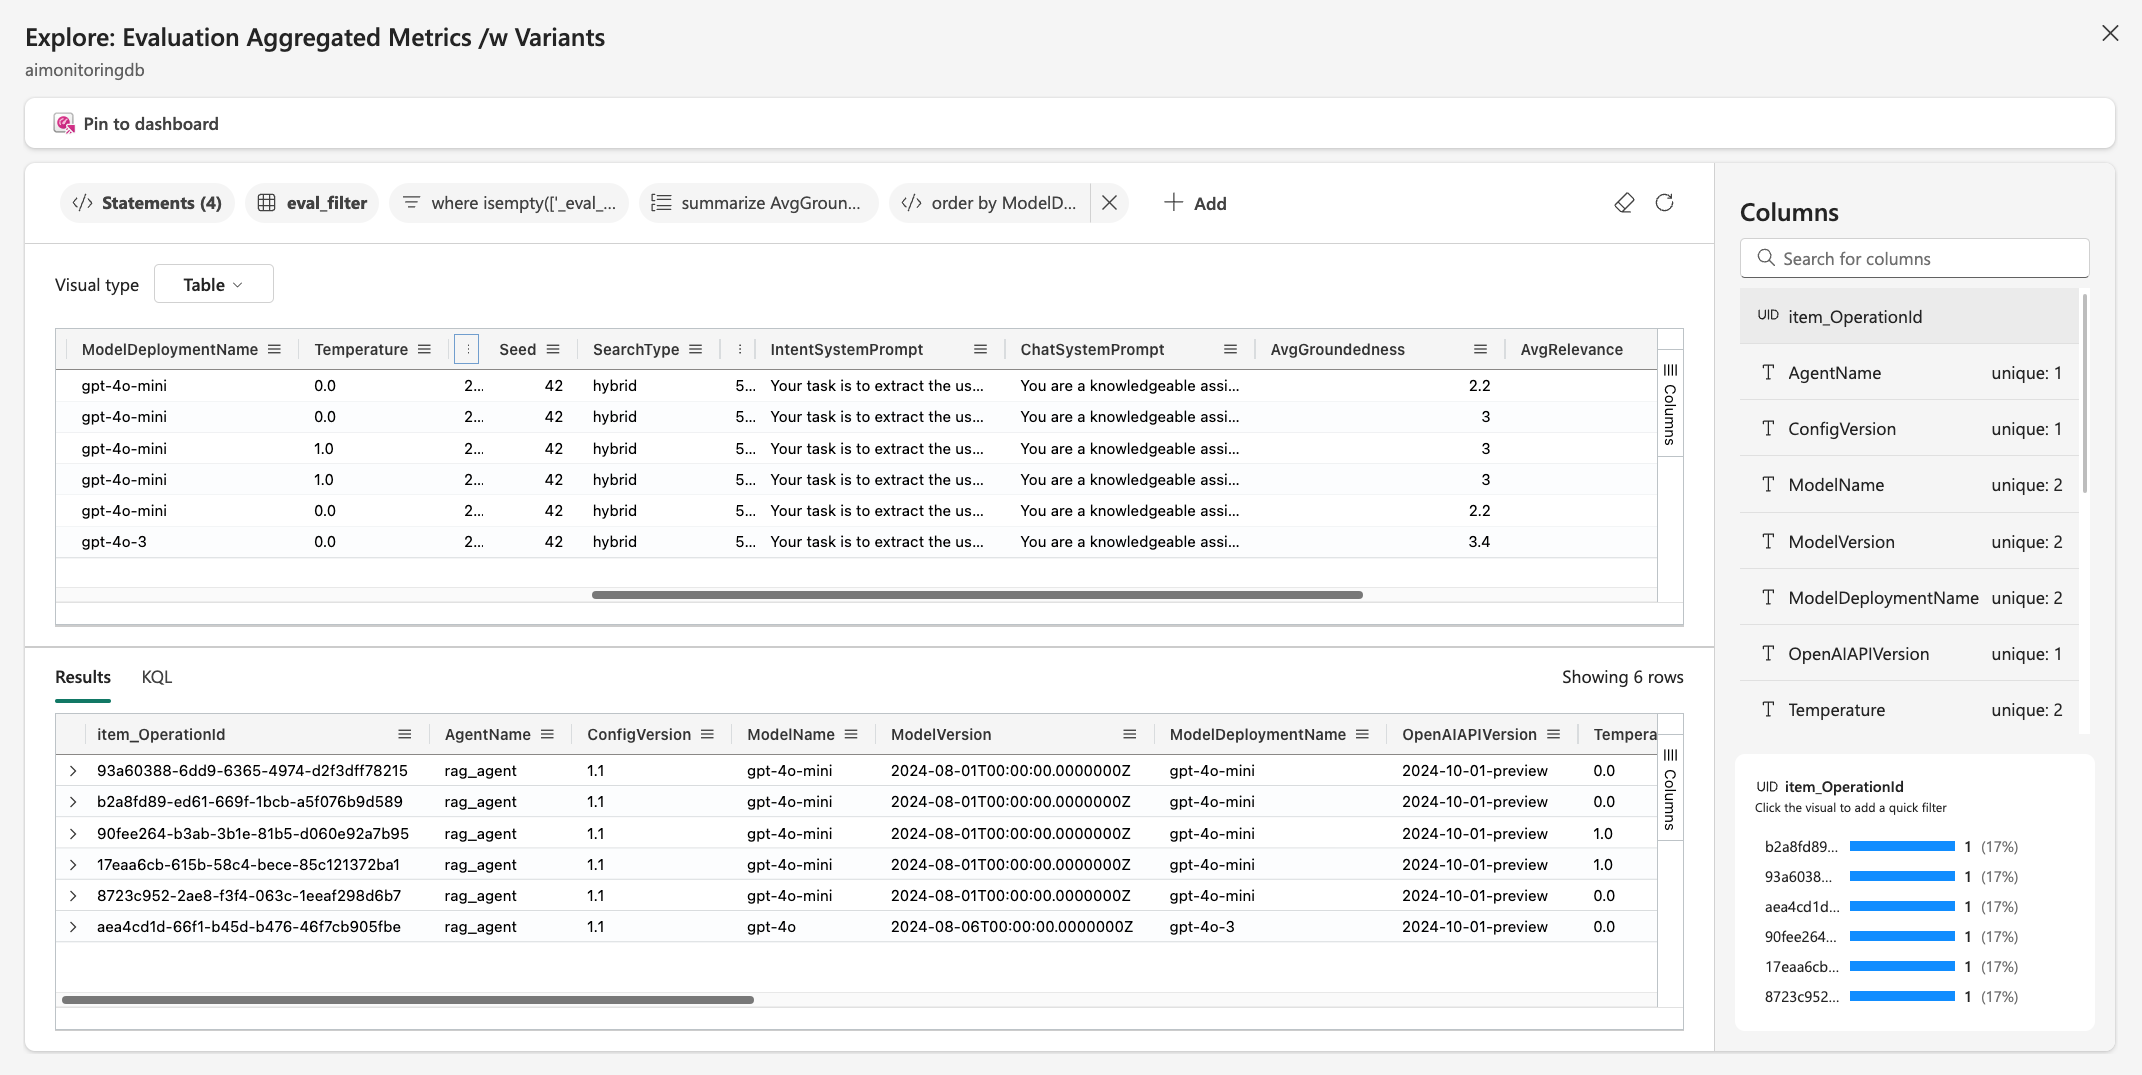 Explore: Evaluation Aggregated Metrics /w Variants
aimonitoringdb
Pin to dashboard
Statements (4) eval_filter where isempty(['_eval_... summarize AvgGroun... order by ModelD... Add
Visual type Table
ModelDeploymentName Temperature Seed SearchType IntentSystemPrompt ChatSystemPrompt AvgGroundedness AvgRelevance
gpt-4o-mini 0.0 2... 42 hybrid 5... Your task is to extract the us... You are a knowledgeable assi... 2.2
gpt-4o-mini 0.0 2... 42 hybrid 5... Your task is to extract the us... You are a knowledgeable assi... 3
gpt-4o-mini 1.0 2... 42 hybrid 5... Your task is to extract the us... You are a knowledgeable assi... 3
gpt-4o-mini 1.0 2... 42 hybrid 5... Your task is to extract the us... You are a knowledgeable assi... 3
gpt-4o-mini 0.0 2... 42 hybrid 5... Your task is to extract the us... You are a knowledgeable assi... 2.2
gpt-4o-3 0.0 2... 42 hybrid 5... Your task is to extract the us... You are a knowledgeable assi... 3.4
Columns
Results KQL Showing 6 rows
item_OperationId AgentName ConfigVersion ModelName ModelVersion ModelDeploymentName OpenAIAPIVersion Tempera
93a60388-6dd9-6365-4974-d2f3dff78215 rag_agent 1.1 gpt-4o-mini 2024-08-01T00:00:00.0000000Z gpt-4o-mini 2024-10-01-preview 0.0
b2a8fd89-ed61-669f-1bcb-a5f076b9d589 rag_agent 1.1 gpt-4o-mini 2024-08-01T00:00:00.0000000Z gpt-4o-mini 2024-10-01-preview 0.0
90fee264-b3ab-3b1e-81b5-d060e92a7b95 rag_agent 1.1 gpt-4o-mini 2024-08-01T00:00:00.0000000Z gpt-4o-mini 2024-10-01-preview 1.0
17eaa6cb-615b-58c4-bece-85c121372ba1 rag_agent 1.1 gpt-4o-mini 2024-08-01T00:00:00.0000000Z gpt-4o-mini 2024-10-01-preview 1.0
8723c952-2ae8-f3f4-063c-1eeaf298d6b7 rag_agent 1.1 gpt-4o-mini 2024-08-01T00:00:00.0000000Z gpt-4o-mini 2024-10-01-preview 0.0
aea4cd1d-66f1-b45d-b476-46f7cb905fbe rag_agent 1.1 gpt-4o 2024-08-06T00:00:00.0000000Z gpt-4o-3 2024-10-01-preview 0.0
Columns
Columns
Search for columns
UID item_OperationId
T AgentName unique: 1
T ConfigVersion unique: 1
T ModelName unique: 2
T ModelVersion unique: 2
T ModelDeploymentName unique: 2
T OpenAIAPIVersion unique: 1
T Temperature unique: 2
UID item_OperationId
Click the visual to add a quick filter
b2a8fd89... 1 (17%)
93a6038... 1 (17%)
aea4cd1d... 1 (17%)
90fee264... 1 (17%)
17eaa6cb... 1 (17%)
8723c952... 1 (17%)